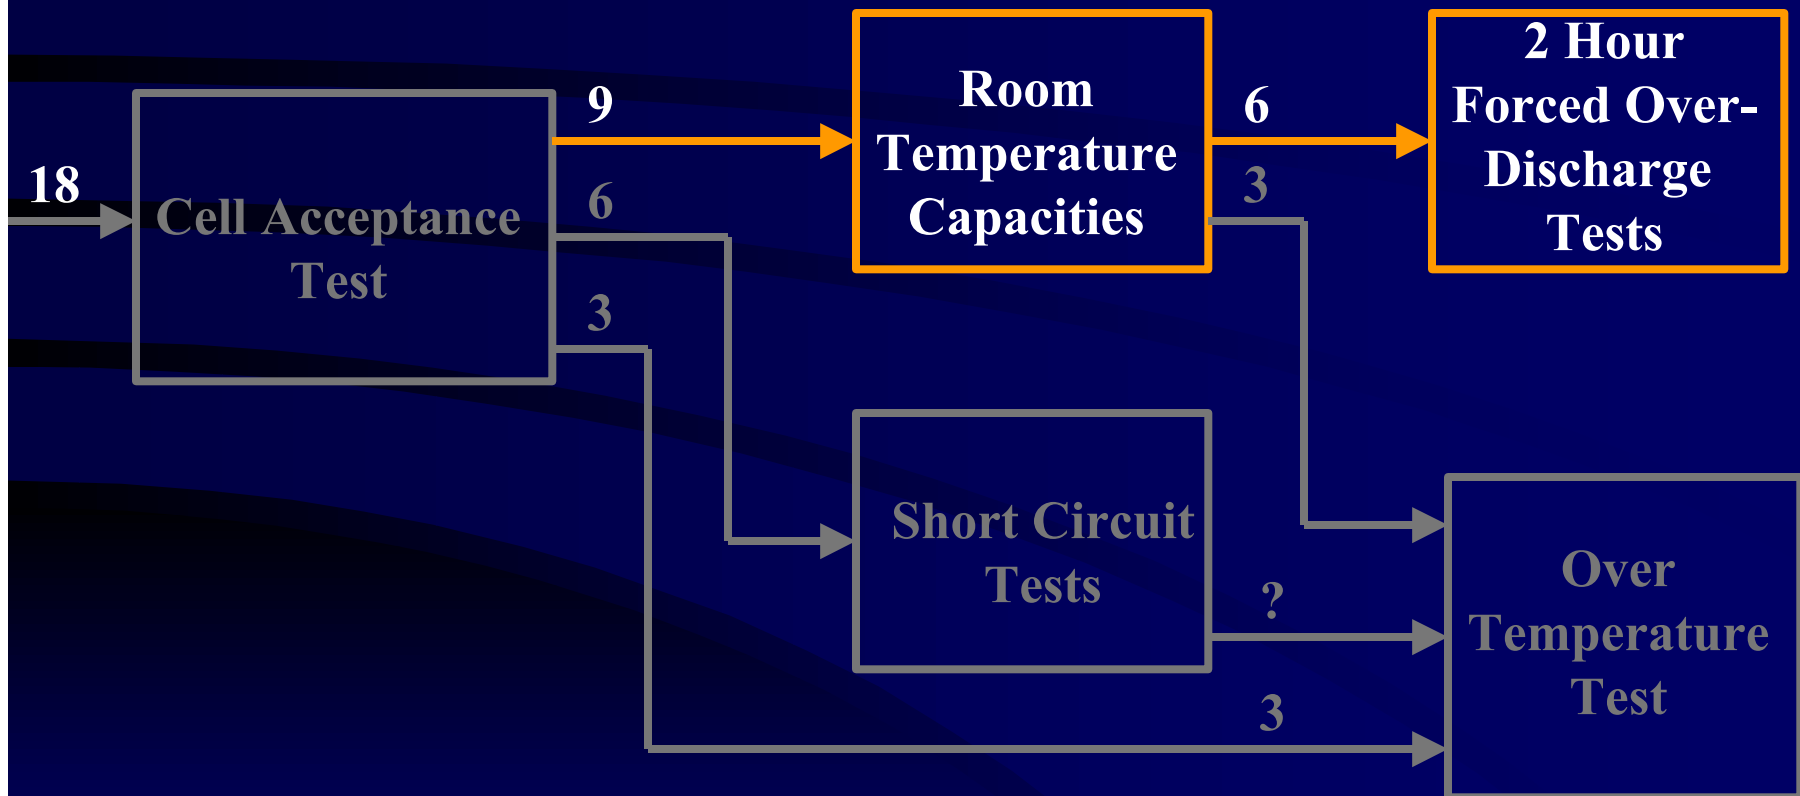 18
Cell Acceptance
Test
9
6
3
Room
Temperature
Capacities
6
3
2 Hour
Forced Over-
Discharge
Tests
Short Circuit
Tests
?
3
Over
Temperature
Test